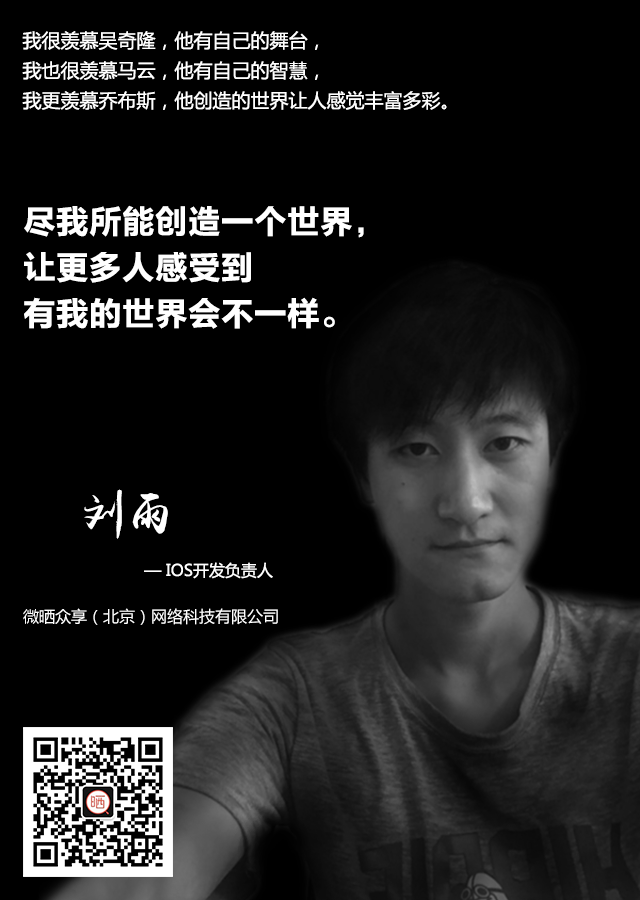 我很羡慕吴奇隆，他有自己的舞台，
我也很羡慕马云，他有自己的智慧，
我更羡慕乔布斯，他创造的世界让人感觉丰富多彩。
尽我所能创造一个世界，
让更多人感受到
有我的世界会不一样。
刘雨
— IOS开发负责人
微晒众享（北京）网络科技有限公司
晒